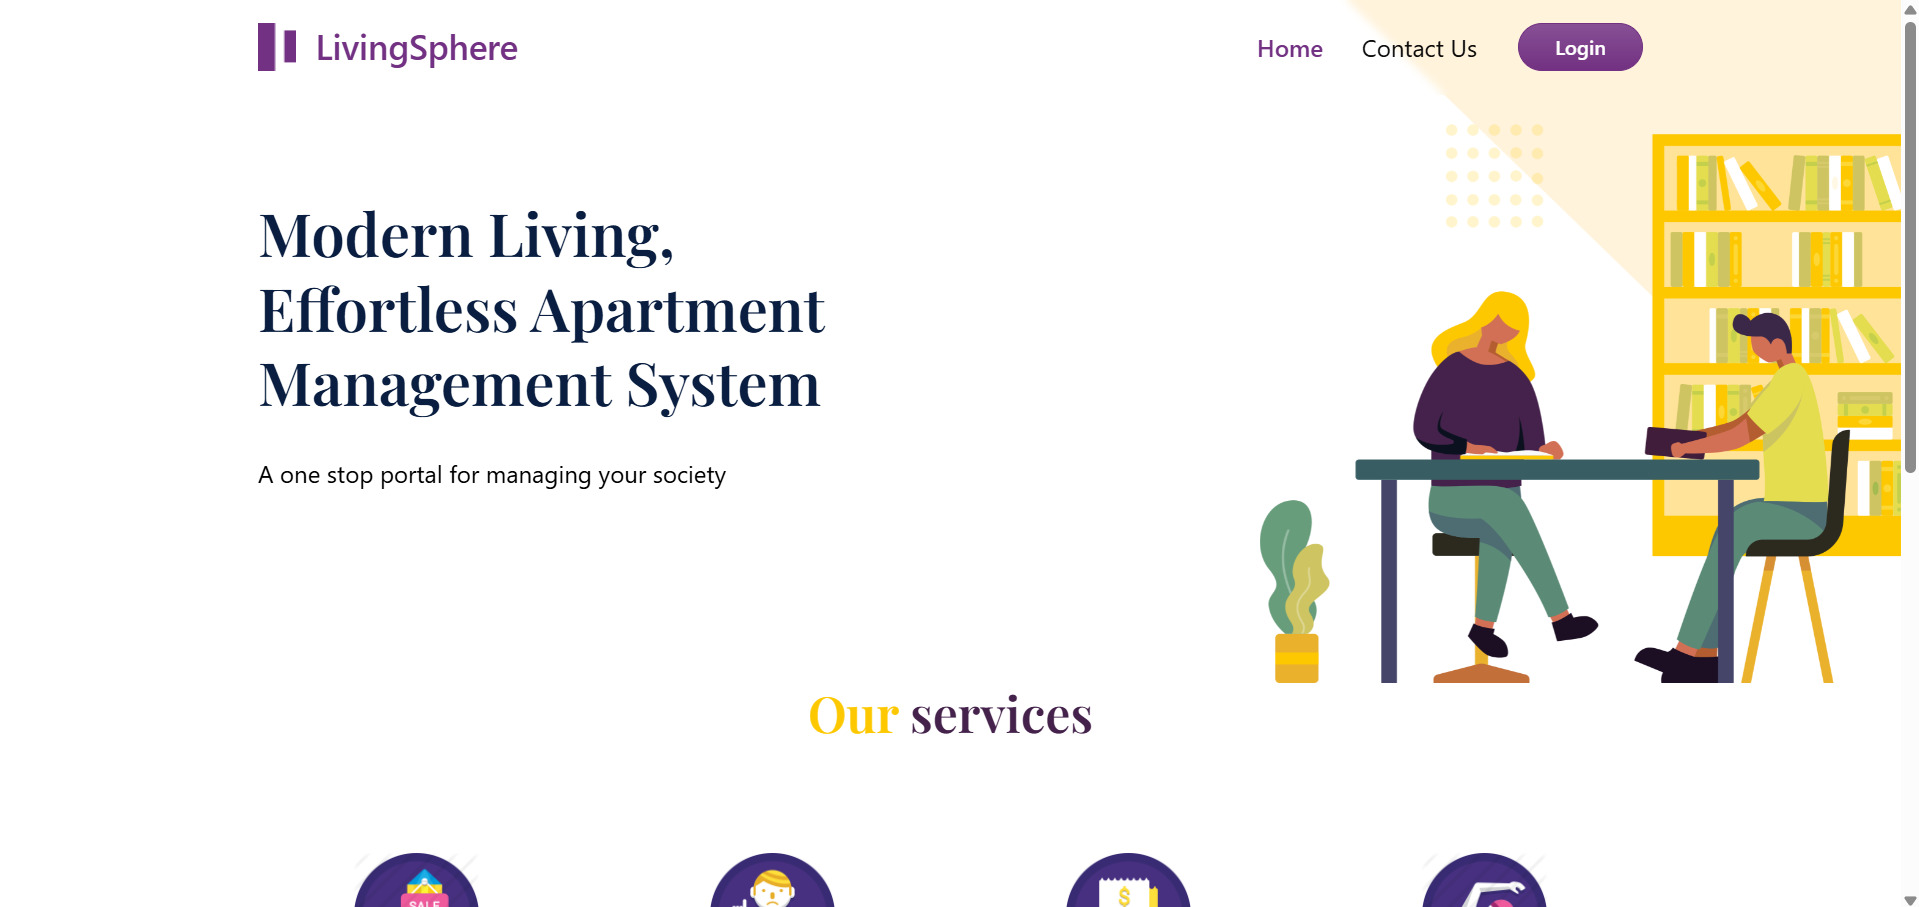 LivingSphere
Home
Contact Us
Login
Modern Living,
Effortless Apartment
Management System
A one stop portal for managing your society
Our services
SALE
$